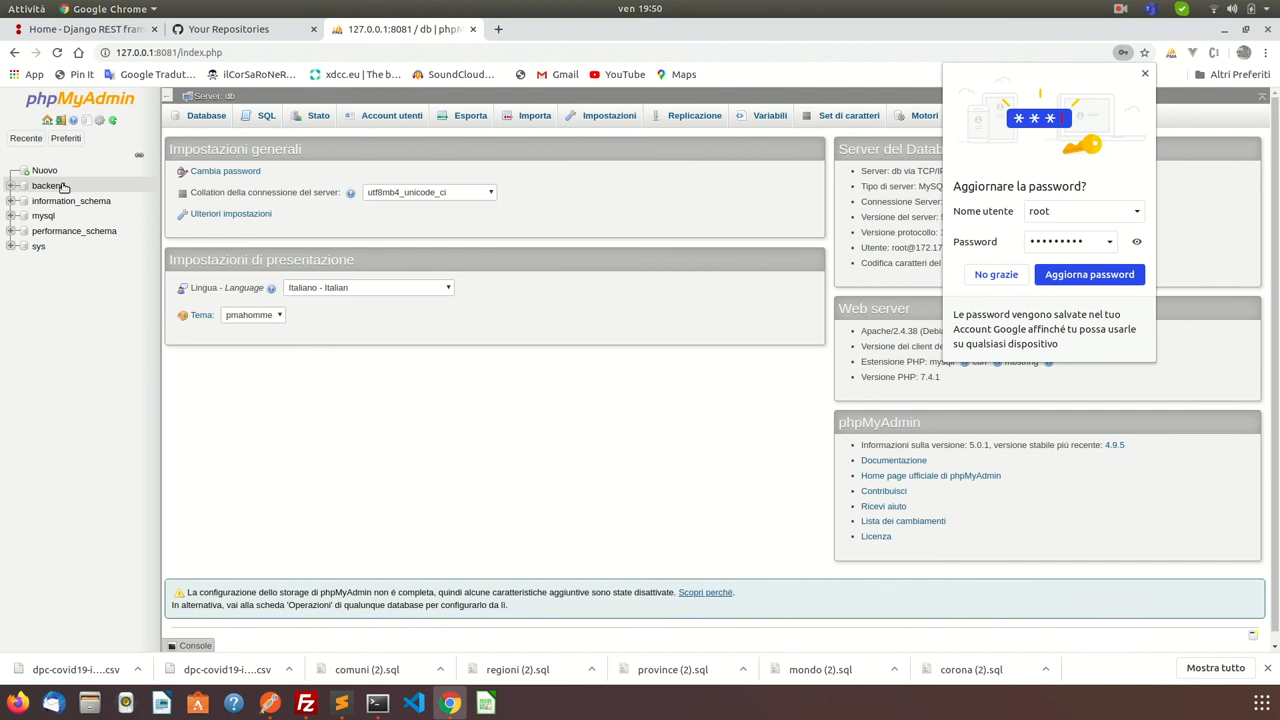 Attività
Google Chrome
ven 19:50
Home - Django REST fram
Your Repositories
127.0.0.1:8081 / db | phpM
127.0.0.1:8081/index.php
App
Pin It
Google Tradut...
ilCorSaRoNeR...
xdcc.eu | The b...
SoundCloud...
Gmail
YouTube
Maps
Altri Preferiti
phpMyAdmin
Recente
Preferiti
Nuovo
backend
information_schema
mysql
performance_schema
sys
Server: db
Database
SQL
Stato
Account utenti
Esporta
Importa
Impostazioni
Replicazione
Variabili
Set di caratteri
Motori
Impostazioni generali
Cambia password
Collation della connessione del server:
utf8mb4_unicode_ci
Ulteriori impostazioni
Impostazioni di presentazione
Lingua - Language
Italiano - Italian
Tema:
pmahomme
Server del Datab
Server: db via TCP/IP
Tipo di server: MySQ
Connessione Server:
Versione del server: 5
Versione protocollo: 1
Utente: root@172.17
Codifica caratteri del
Web server
Apache/2.4.38 (Debia
Versione del client de
Estensione PHP: mysqli curl mbstring
Versione PHP: 7.4.1
phpMyAdmin
Informazioni sulla versione: 5.0.1, versione stabile più recente: 4.9.5
Documentazione
Home page ufficiale di phpMyAdmin
Contribuisci
Ricevi aiuto
Lista dei cambiamenti
Licenza
* * *
Aggiornare la password?
Nome utente
root
Password
•••••••••
No grazie
Aggiorna password
Le password vengono salvate nel tuo
Account Google affinché tu possa usarle
su qualsiasi dispositivo
La configurazione dello storage di phpMyAdmin non è completa, quindi alcune caratteristiche aggiuntive sono state disattivate. Scopri perché.
In alternativa, vai alla scheda 'Operazioni' di qualunque database per configurarlo da lì.
Console
dpc-covid19-i....csv
dpc-covid19-i....csv
comuni (2).sql
regioni (2).sql
province (2).sql
mondo (2).sql
corona (2).sql
Mostra tutto